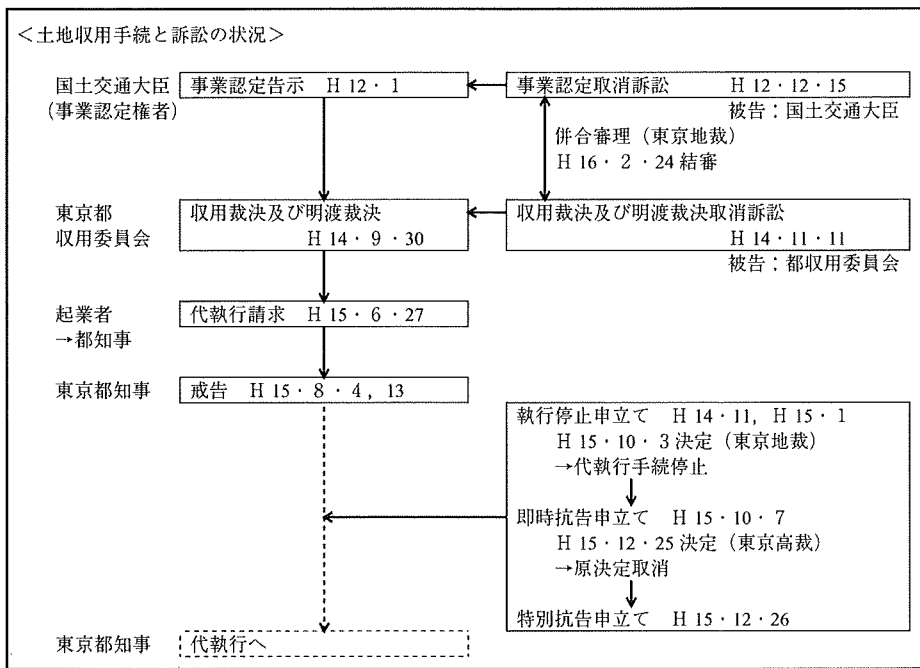 <土地収用手続と訴訟の状況>
国土交通大臣 事業認定告示 H12・1 事業認定取消訴訟 H12・12・15
(事業認定権者) 被告:国土交通大臣
併合審理(東京地裁)
H16・2・24結審
東京都 収用裁決及び明渡裁決 収用裁決及び明渡裁決取消訴訟
収用委員会 H14・9・30 H14・11・11
被告:都収用委員会
起業者 代執行請求 H15・6・27
→都知事
東京都知事 戒告 H15・8・4,13
執行停止申立て H14・11,H15・1
H15・10・3決定(東京地裁)
→代執行手続停止
即時抗告申立て H15・10・7
H15・12・25決定(東京高裁)
→原決定取消
特別抗告申立て H15・12・26
東京都知事 代執行へ